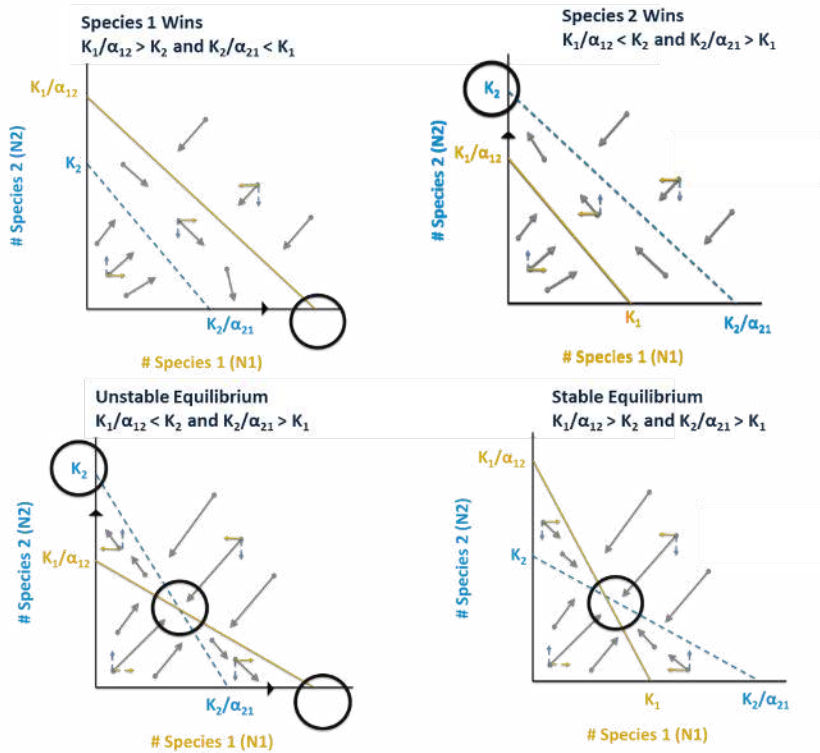 Species 1 Wins
K₁/α₁₂ > K₂ and K₂/α₂₁ < K₁
K₁/α₁₂
K₂
# Species 2 (N2)
K₂/α₂₁
# Species 1 (N1)
Species 2 Wins
K₁/α₁₂ < K₂ and K₂/α₂₁ > K₁
K₂
K₁/α₁₂
# Species 2 (N2)
K₁
K₂/α₂₁
# Species 1 (N1)
Unstable Equilibrium
K₁/α₁₂ < K₂ and K₂/α₂₁ > K₁
K₂
K₁/α₁₂
# Species 2 (N2)
K₂/α₂₁
# Species 1 (N1)
Stable Equilibrium
K₁/α₁₂ > K₂ and K₂/α₂₁ > K₁
K₁/α₁₂
K₂
# Species 2 (N2)
K₁
K₂/α₂₁
# Species 1 (N1)